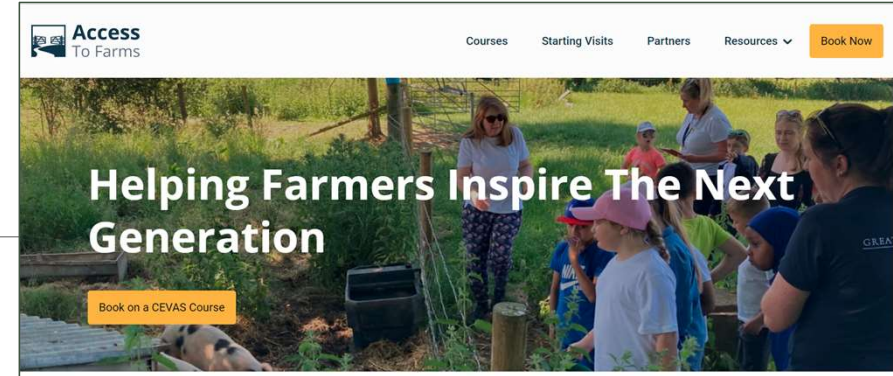 Access
To Farms
Courses
Starting Visits
Partners
Resources
Book Now
Helping Farmers Inspire The Next
Generation
Book on a CEVAS Course